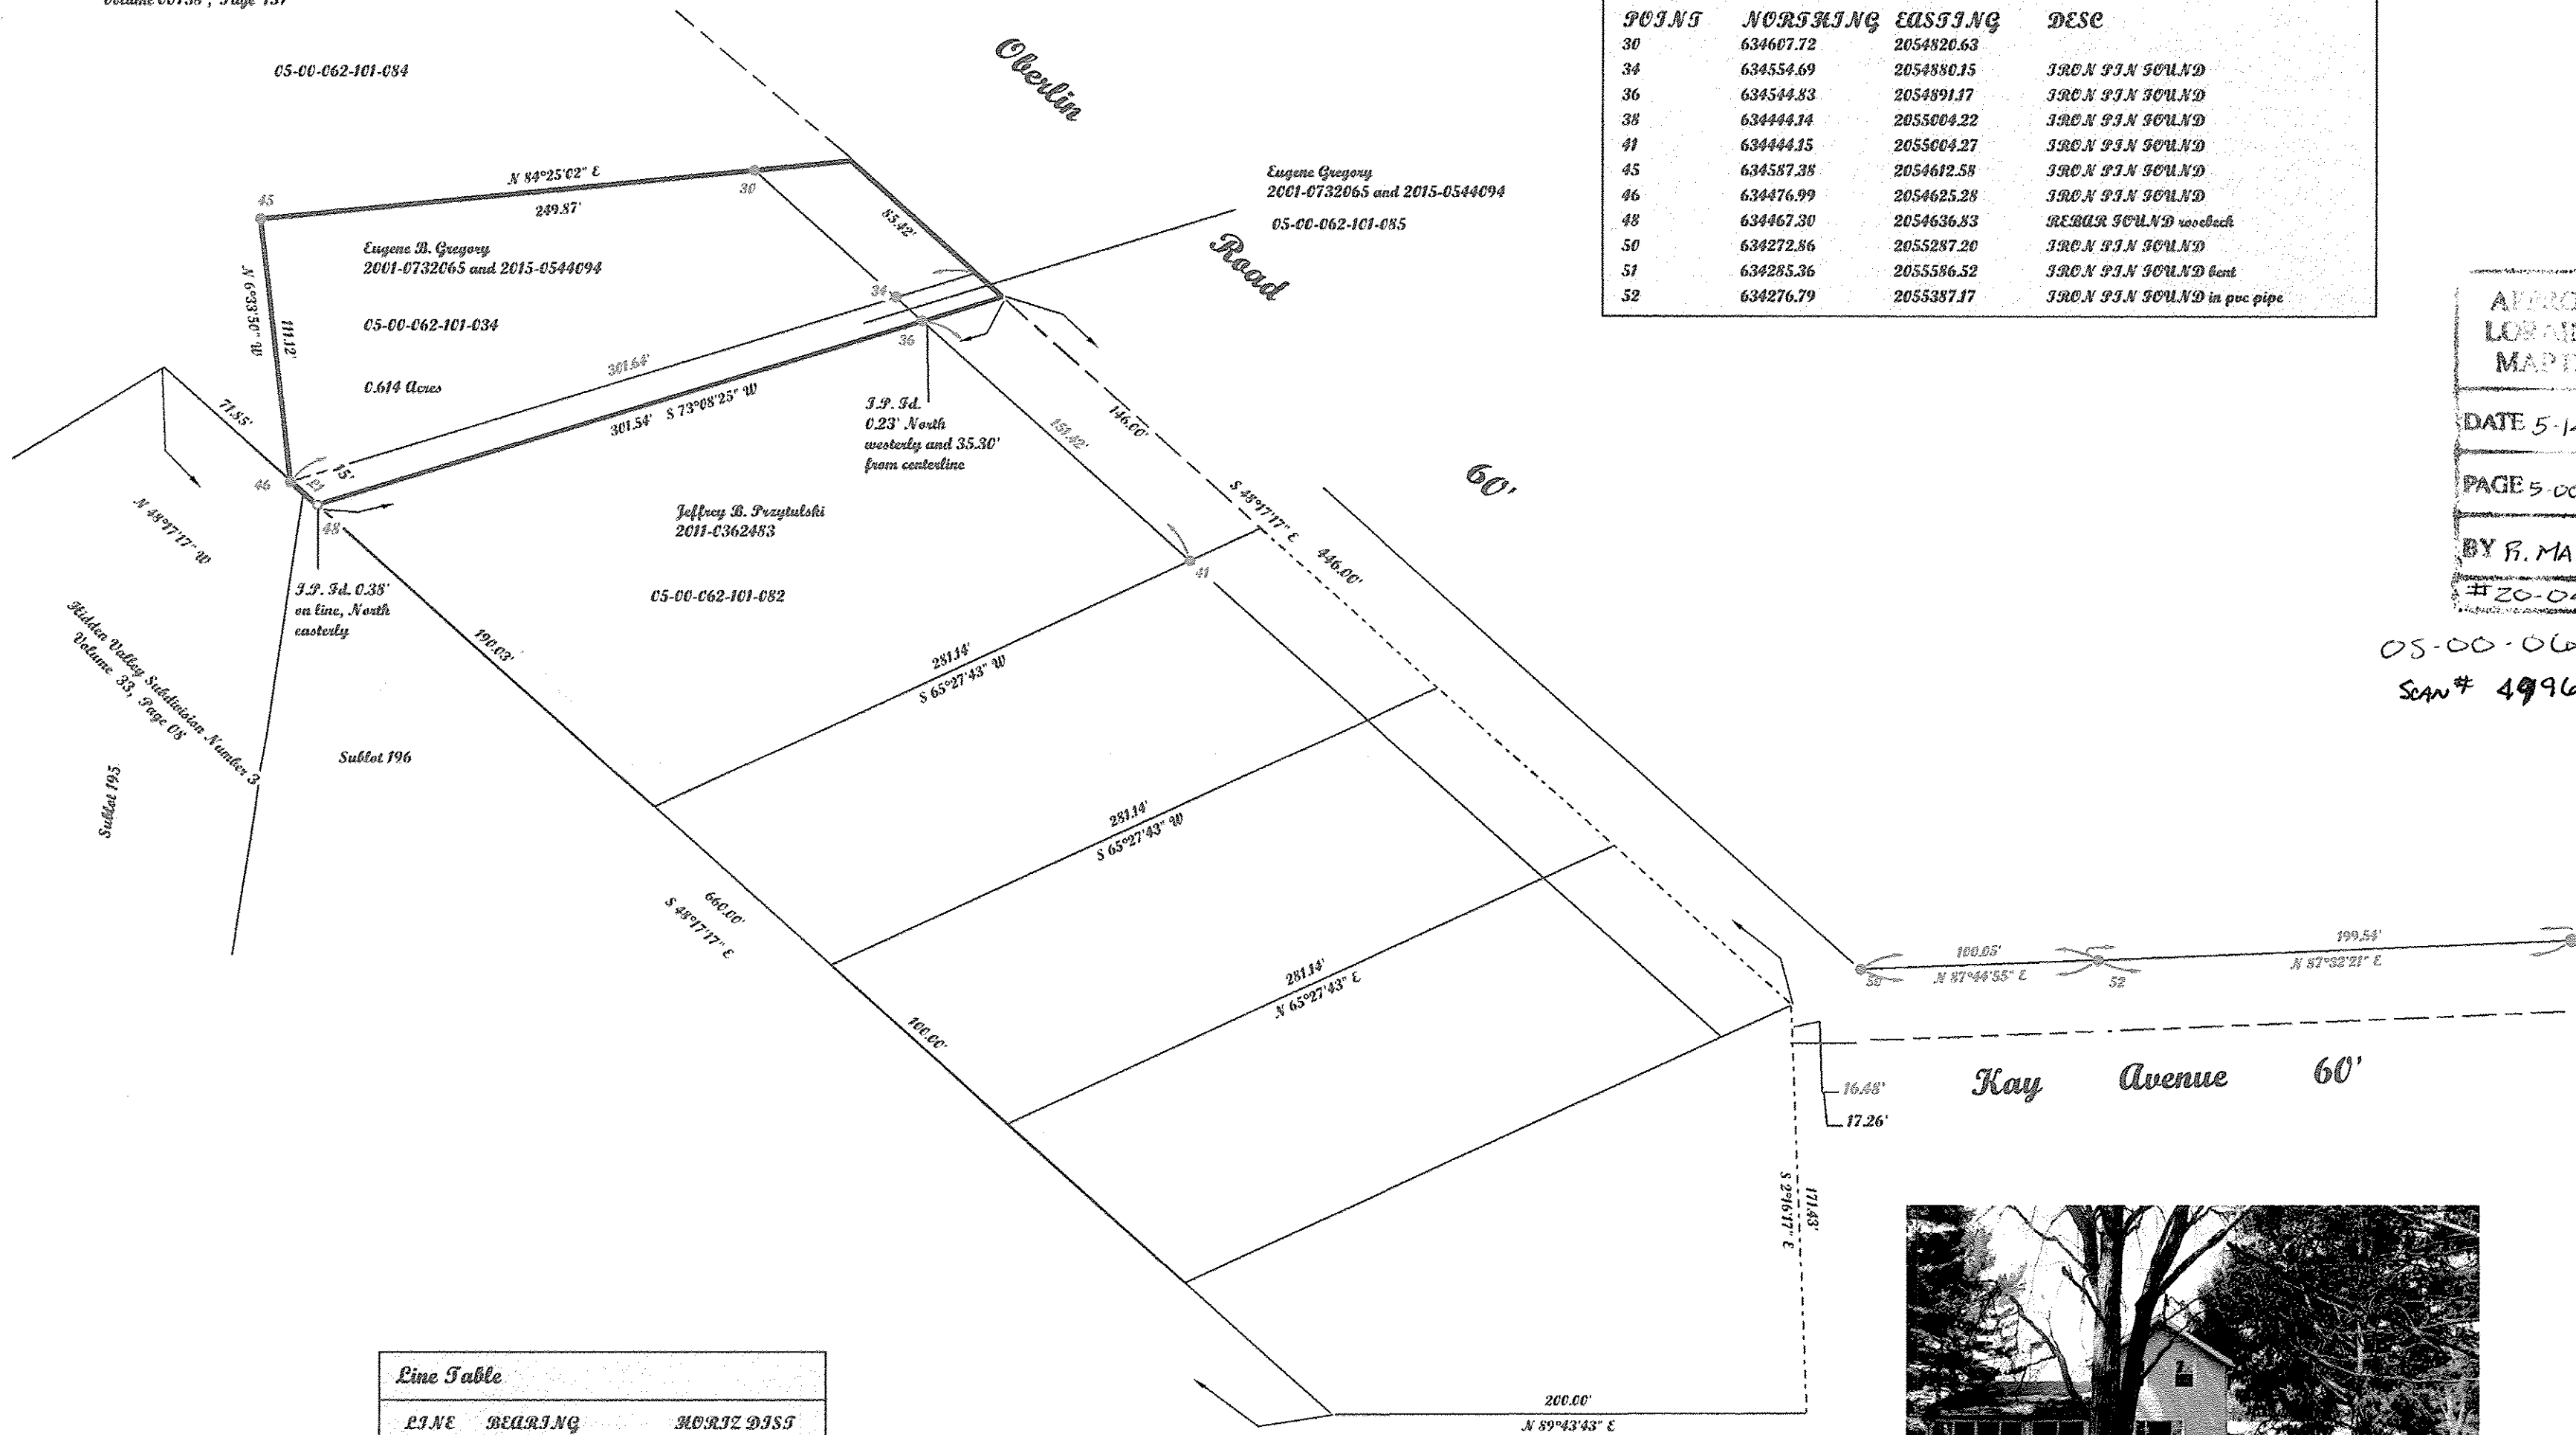 05-00-062-101-084
Oberlin
Road
60'
POINT NORTHING EASTING DESC
30 634607.72 2054820.63
34 634554.69 2054880.15 IRON PIN FOUND
36 634544.83 2054891.17 IRON PIN FOUND
38 634444.14 2055004.22 IRON PIN FOUND
41 634444.15 2055004.27 IRON PIN FOUND
45 634587.38 2054612.58 IRON PIN FOUND
46 634476.99 2054625.28 IRON PIN FOUND
48 634467.30 2054636.83 REBAR FOUND rosebeck
50 634272.86 2055287.20 IRON PIN FOUND
51 634285.36 2055586.52 IRON PIN FOUND bent
52 634276.79 2055387.17 IRON PIN FOUND in pvc pipe
Eugene Gregory
2001-0732065 and 2015-0544094
05-00-062-101-085
45
N 84°25'02" E
249.87'
30
85.42'
Eugene B. Gregory
2001-0732065 and 2015-0544094
05-00-062-101-034
0.614 Acres
N 6°33'50" W
111.12'
34
36
301.64'
301.54' S 73°08'25" W
I.P. Fd.
0.23' North
westerly and 35.30'
from centerline
71.85'
46
15'
48
N 48°17'17" W
I.P. Fd. 0.38'
on line, North
easterly
Jeffrey B. Przytulski
2011-0362483
05-00-062-101-082
151.42'
146.00'
S 48°17'17" E
446.00'
41
190.03'
281.14'
S 65°27'43" W
Hidden Valley Subdivision Number 3
Volume 33, Page 08
Sublot 195
Sublot 196
281.14'
S 65°27'43" W
660.00'
S 48°17'17" E
281.14'
N 65°27'43" E
100.00'
50
100.05'
N 87°44'55" E
52
199.54'
N 87°32'21" E
Kay Avenue 60'
16.48'
17.26'
S 2°16'17" E
171.43'
200.00'
N 89°43'43" E
Line Table
LINE BEARING HORIZ DIST
DATE 5-1
PAGE 5-00
BY R. MA
#20-0
05-00-06
SCAN# 4996